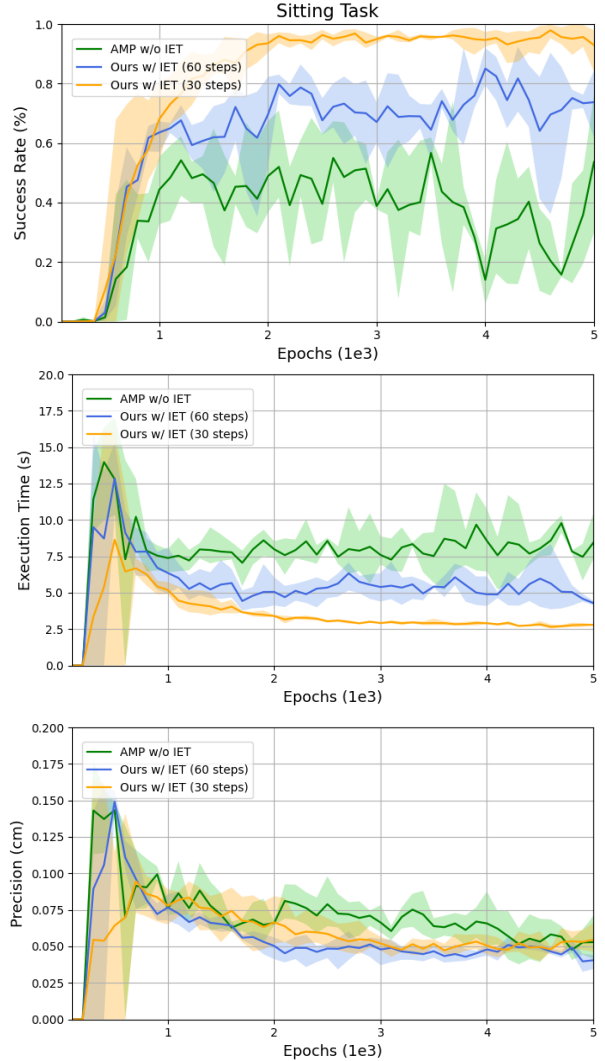 Sitting Task
1.0
0.8
0.6
0.4
0.2
0.0
Success Rate (%)
AMP w/o IET
Ours w/ IET (60 steps)
Ours w/ IET (30 steps)
1 2 3 4 5
Epochs (1e3)
20.0
17.5
15.0
12.5
10.0
7.5
5.0
2.5
0.0
Execution Time (s)
AMP w/o IET
Ours w/ IET (60 steps)
Ours w/ IET (30 steps)
1 2 3 4 5
Epochs (1e3)
0.200
0.175
0.150
0.125
0.100
0.075
0.050
0.025
0.000
Precision (cm)
AMP w/o IET
Ours w/ IET (60 steps)
Ours w/ IET (30 steps)
1 2 3 4 5
Epochs (1e3)